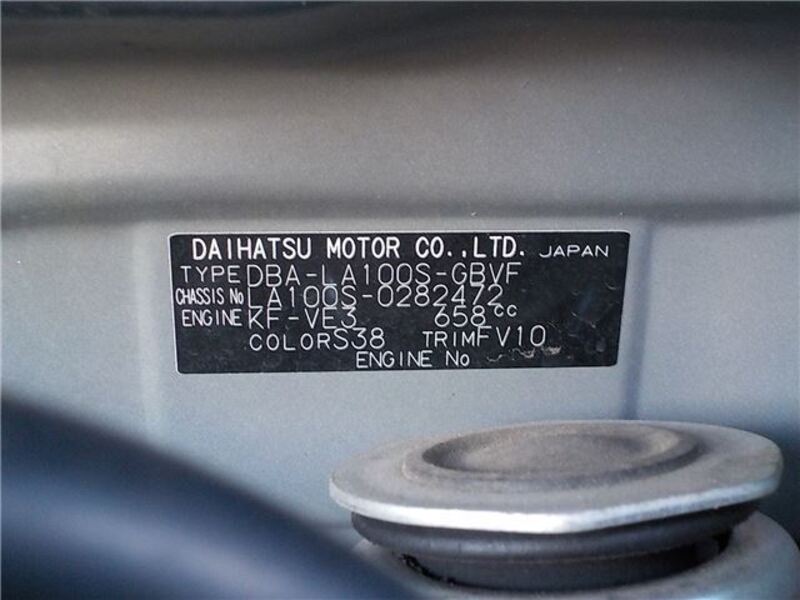 DAIHATSU MOTOR CO.,LTD. JAPAN
TYPE DBA-LA100S-GBVF
CHASSIS No LA100S-0282472
ENGINE KF-VE3 658cc
COLOR S38 TRIM FV10
ENGINE No